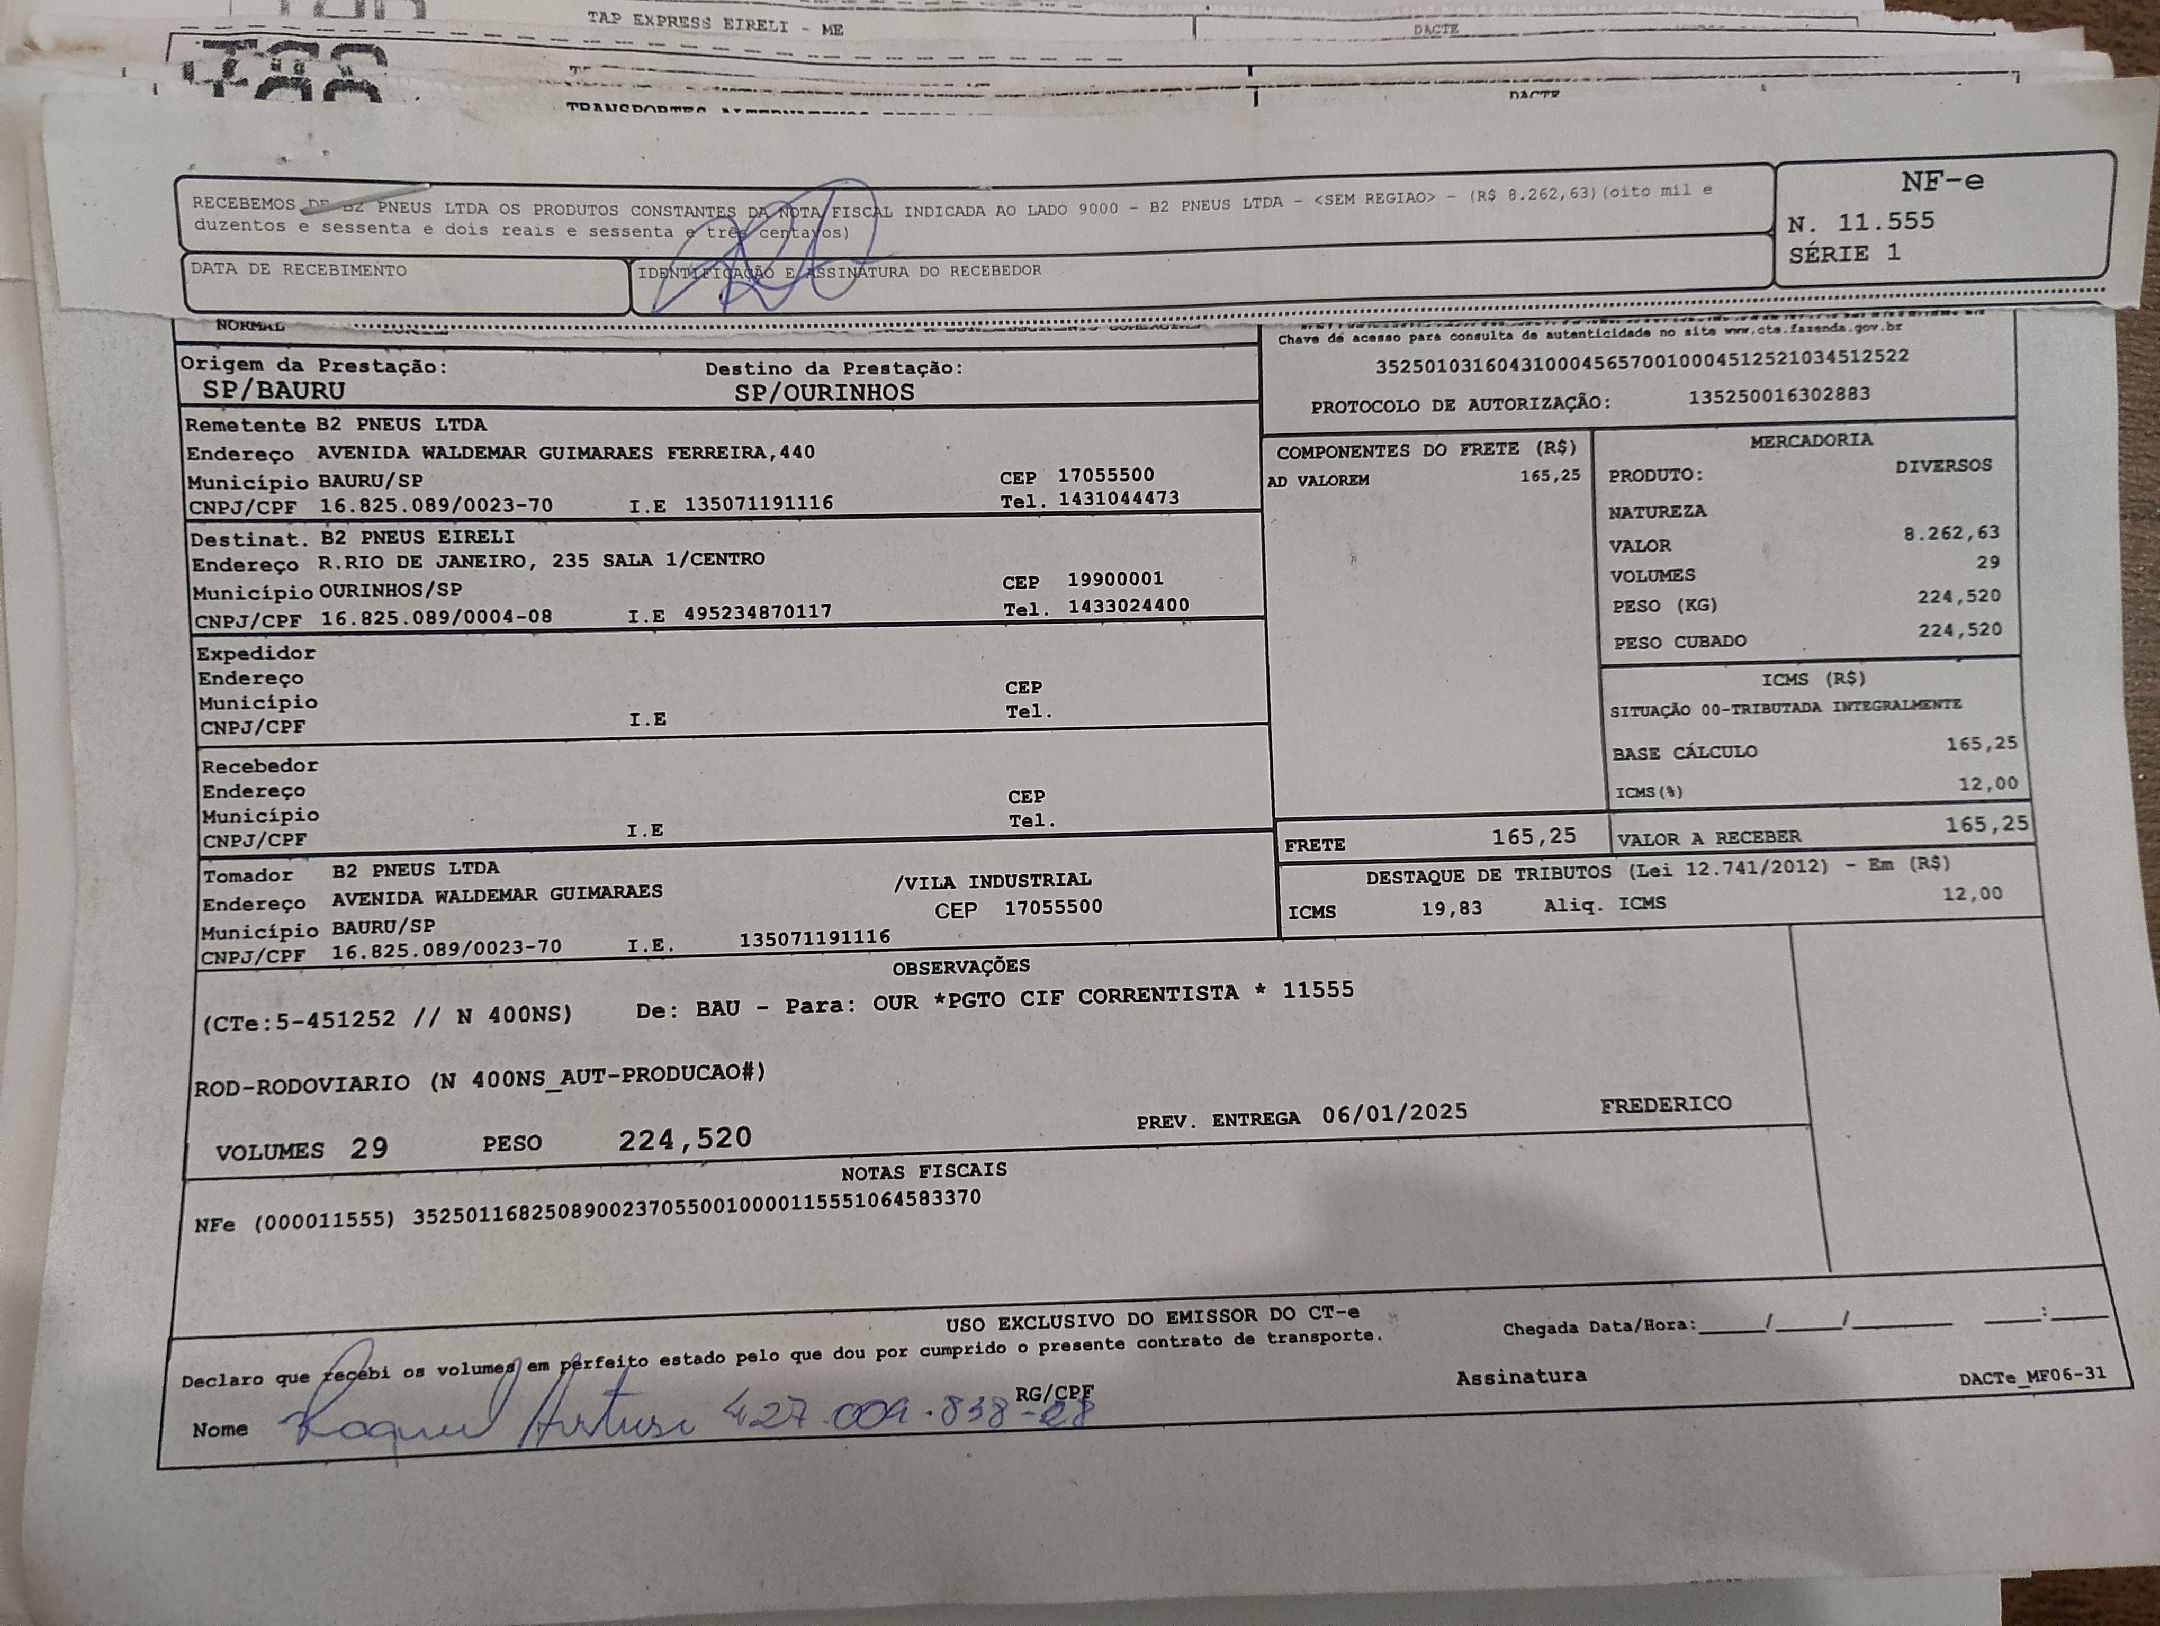 TAP EXPRESS EIRELI - ME
DACTE
DACTE
RECEBEMOS DE B2 PNEUS LTDA OS PRODUTOS CONSTANTES DA NOTA FISCAL INDICADA AO LADO 9000 - B2 PNEUS LTDA - <SEM REGIAO> - (R$ 8.262,63) (oito mil e
duzentos e sessenta e dois reais e sessenta e três centavos)
DATA DE RECEBIMENTO
IDENTIFICAÇÃO E ASSINATURA DO RECEBEDOR
NF-e
N. 11.555
SÉRIE 1
NORMAL
Chave de acesso para consulta de autenticidade no site www.cte.fazenda.gov.br
35250103160431000456570010004512521034512522
PROTOCOLO DE AUTORIZAÇÃO: 135250016302883
Origem da Prestação: Destino da Prestação:
SP/BAURU SP/OURINHOS
Remetente B2 PNEUS LTDA
Endereço AVENIDA WALDEMAR GUIMARAES FERREIRA,440
Município BAURU/SP CEP 17055500
CNPJ/CPF 16.825.089/0023-70 I.E 135071191116 Tel. 1431044473
Destinat. B2 PNEUS EIRELI
Endereço R.RIO DE JANEIRO, 235 SALA 1/CENTRO
Município OURINHOS/SP CEP 19900001
CNPJ/CPF 16.825.089/0004-08 I.E 495234870117 Tel. 1433024400
Expedidor
Endereço
Município CEP
CNPJ/CPF I.E Tel.
Recebedor
Endereço
Município CEP
CNPJ/CPF I.E Tel.
Tomador B2 PNEUS LTDA
Endereço AVENIDA WALDEMAR GUIMARAES /VILA INDUSTRIAL
Município BAURU/SP CEP 17055500
CNPJ/CPF 16.825.089/0023-70 I.E. 135071191116
COMPONENTES DO FRETE (R$)
AD VALOREM 165,25
MERCADORIA
PRODUTO: DIVERSOS
NATUREZA
VALOR 8.262,63
VOLUMES 29
PESO (KG) 224,520
PESO CUBADO 224,520
ICMS (R$)
SITUAÇÃO 00-TRIBUTADA INTEGRALMENTE
BASE CÁLCULO 165,25
ICMS(%) 12,00
FRETE 165,25 VALOR A RECEBER 165,25
DESTAQUE DE TRIBUTOS (Lei 12.741/2012) - Em (R$)
ICMS 19,83 Aliq. ICMS 12,00
OBSERVAÇÕES
(CTe:5-451252 // N 400NS) De: BAU - Para: OUR *PGTO CIF CORRENTISTA * 11555
ROD-RODOVIARIO (N 400NS_AUT-PRODUCAO#)
VOLUMES 29 PESO 224,520 PREV. ENTREGA 06/01/2025 FREDERICO
NOTAS FISCAIS
NFe (000011555) 35250116825089002370550010000115551064583370
USO EXCLUSIVO DO EMISSOR DO CT-e
Declaro que recebi os volumes em perfeito estado pelo que dou por cumprido o presente contrato de transporte.
Chegada Data/Hora:_____/_____/_______ ____:____
Nome Raquel Artusi 427.009.838-28 RG/CPF Assinatura DACTe_MF06-31